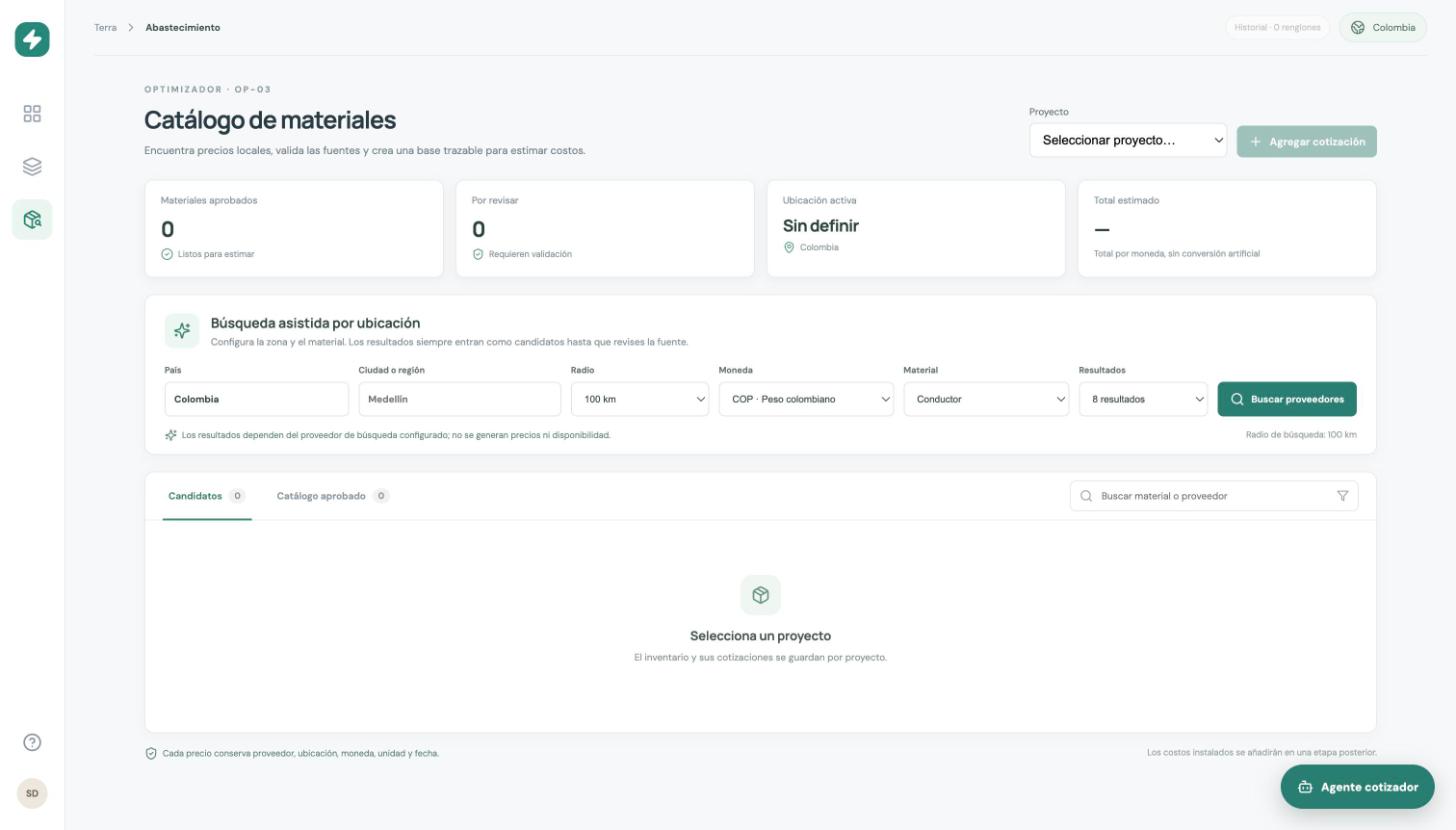 Terra > Abastecimiento
Historial · 0 renglones
Colombia
OPTIMIZADOR · OP-03
Catálogo de materiales
Encuentra precios locales, valida las fuentes y crea una base trazable para estimar costos.
Proyecto
Seleccionar proyecto...
+ Agregar cotización
Materiales aprobados
0
Listos para estimar
Por revisar
0
Requieren validación
Ubicación activa
Sin definir
Colombia
Total estimado
—
Total por moneda, sin conversión artificial
Búsqueda asistida por ubicación
Configura la zona y el material. Los resultados siempre entran como candidatos hasta que revises la fuente.
País
Colombia
Ciudad o región
Medellín
Radio
100 km
Moneda
COP · Peso colombiano
Material
Conductor
Resultados
8 resultados
Buscar proveedores
Los resultados dependen del proveedor de búsqueda configurado; no se generan precios ni disponibilidad.
Radio de búsqueda: 100 km
Candidatos 0
Catálogo aprobado 0
Buscar material o proveedor
Selecciona un proyecto
El inventario y sus cotizaciones se guardan por proyecto.
Cada precio conserva proveedor, ubicación, moneda, unidad y fecha.
Los costos instalados se añadirán en una etapa posterior.
SD
Agente cotizador